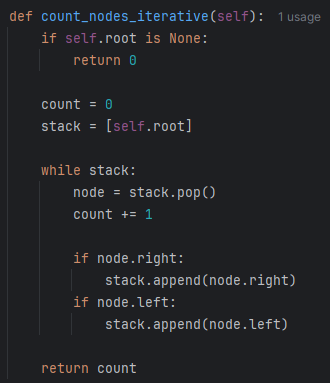 def count_nodes_iterative(self): 1 usage
    if self.root is None:
        return 0

    count = 0
    stack = [self.root]

    while stack:
        node = stack.pop()
        count += 1

        if node.right:
            stack.append(node.right)
        if node.left:
            stack.append(node.left)

    return count